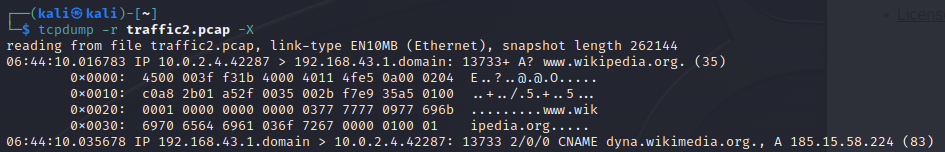 Licens
┌──(kali㉿kali)-[~]
└─$ tcpdump -r traffic2.pcap -X
reading from file traffic2.pcap, link-type EN10MB (Ethernet), snapshot length 262144
06:44:10.016783 IP 10.0.2.4.42287 > 192.168.43.1.domain: 13733+ A? www.wikipedia.org. (35)
0x0000:  4500 003f f31b 4000 4011 4fe5 0a00 0204  E..?..@.@.O.....
0x0010:  c0a8 2b01 a52f 0035 002b f7e9 35a5 0100  ..+../.5.+..5...
0x0020:  0001 0000 0000 0000 0377 7777 0977 696b  .........www.wik
0x0030:  6970 6564 6961 036f 7267 0000 0100 01    ipedia.org.....
06:44:10.035678 IP 192.168.43.1.domain > 10.0.2.4.42287: 13733 2/0/0 CNAME dyna.wikimedia.org., A 185.15.58.224 (83)